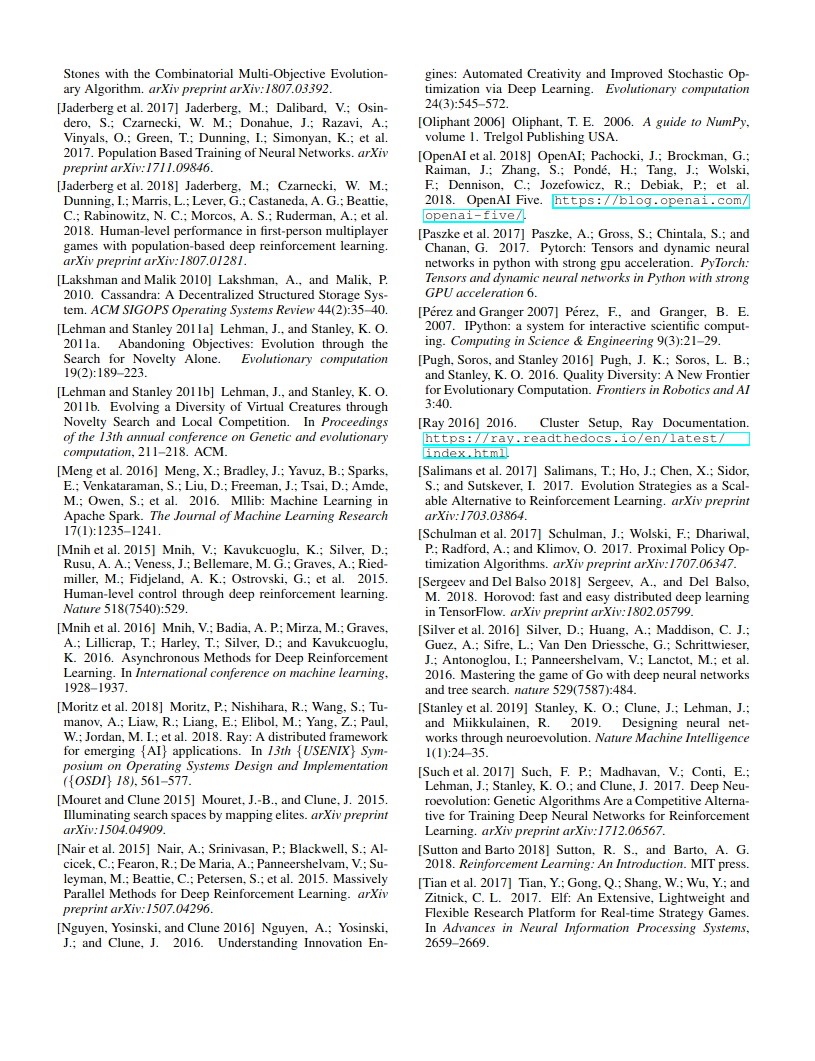 Stones with the Combinatorial Multi-Objective Evolution-
ary Algorithm. arXiv preprint arXiv:1807.03392.
[Jaderberg et al. 2017] Jaderberg, M.; Dalibard, V.; Osin-
dero, S.; Czarnecki, W. M.; Donahue, J.; Razavi, A.;
Vinyals, O.; Green, T.; Dunning, I.; Simonyan, K.; et al.
2017. Population Based Training of Neural Networks. arXiv
preprint arXiv:1711.09846.
[Jaderberg et al. 2018] Jaderberg, M.; Czarnecki, W. M.;
Dunning, I.; Marris, L.; Lever, G.; Castaneda, A. G.; Beattie,
C.; Rabinowitz, N. C.; Morcos, A. S.; Ruderman, A.; et al.
2018. Human-level performance in first-person multiplayer
games with population-based deep reinforcement learning.
arXiv preprint arXiv:1807.01281.
[Lakshman and Malik 2010] Lakshman, A., and Malik, P.
2010. Cassandra: A Decentralized Structured Storage Sys-
tem. ACM SIGOPS Operating Systems Review 44(2):35–40.
[Lehman and Stanley 2011a] Lehman, J., and Stanley, K. O.
2011a. Abandoning Objectives: Evolution through the
Search for Novelty Alone. Evolutionary computation
19(2):189–223.
[Lehman and Stanley 2011b] Lehman, J., and Stanley, K. O.
2011b. Evolving a Diversity of Virtual Creatures through
Novelty Search and Local Competition. In Proceedings
of the 13th annual conference on Genetic and evolutionary
computation, 211–218. ACM.
[Meng et al. 2016] Meng, X.; Bradley, J.; Yavuz, B.; Sparks,
E.; Venkataraman, S.; Liu, D.; Freeman, J.; Tsai, D.; Amde,
M.; Owen, S.; et al. 2016. Mllib: Machine Learning in
Apache Spark. The Journal of Machine Learning Research
17(1):1235–1241.
[Mnih et al. 2015] Mnih, V.; Kavukcuoglu, K.; Silver, D.;
Rusu, A. A.; Veness, J.; Bellemare, M. G.; Graves, A.; Ried-
miller, M.; Fidjeland, A. K.; Ostrovski, G.; et al. 2015.
Human-level control through deep reinforcement learning.
Nature 518(7540):529.
[Mnih et al. 2016] Mnih, V.; Badia, A. P.; Mirza, M.; Graves,
A.; Lillicrap, T.; Harley, T.; Silver, D.; and Kavukcuoglu,
K. 2016. Asynchronous Methods for Deep Reinforcement
Learning. In International conference on machine learning,
1928–1937.
[Moritz et al. 2018] Moritz, P.; Nishihara, R.; Wang, S.; Tu-
manov, A.; Liaw, R.; Liang, E.; Elibol, M.; Yang, Z.; Paul,
W.; Jordan, M. I.; et al. 2018. Ray: A distributed framework
for emerging {AI} applications. In 13th {USENIX} Sym-
posium on Operating Systems Design and Implementation
({OSDI} 18), 561–577.
[Mouret and Clune 2015] Mouret, J.-B., and Clune, J. 2015.
Illuminating search spaces by mapping elites. arXiv preprint
arXiv:1504.04909.
[Nair et al. 2015] Nair, A.; Srinivasan, P.; Blackwell, S.; Al-
cicek, C.; Fearon, R.; De Maria, A.; Panneershelvam, V.; Su-
leyman, M.; Beattie, C.; Petersen, S.; et al. 2015. Massively
Parallel Methods for Deep Reinforcement Learning. arXiv
preprint arXiv:1507.04296.
[Nguyen, Yosinski, and Clune 2016] Nguyen, A.; Yosinski,
J.; and Clune, J. 2016. Understanding Innovation En-
gines: Automated Creativity and Improved Stochastic Op-
timization via Deep Learning. Evolutionary computation
24(3):545–572.
[Oliphant 2006] Oliphant, T. E. 2006. A guide to NumPy,
volume 1. Trelgol Publishing USA.
[OpenAI et al. 2018] OpenAI; Pachocki, J.; Brockman, G.;
Raiman, J.; Zhang, S.; Pondé, H.; Tang, J.; Wolski,
F.; Dennison, C.; Jozefowicz, R.; Debiak, P.; et al.
2018. OpenAI Five. https://blog.openai.com/
openai-five/.
[Paszke et al. 2017] Paszke, A.; Gross, S.; Chintala, S.; and
Chanan, G. 2017. Pytorch: Tensors and dynamic neural
networks in python with strong gpu acceleration. PyTorch:
Tensors and dynamic neural networks in Python with strong
GPU acceleration 6.
[Pérez and Granger 2007] Pérez, F., and Granger, B. E.
2007. IPython: a system for interactive scientific comput-
ing. Computing in Science & Engineering 9(3):21–29.
[Pugh, Soros, and Stanley 2016] Pugh, J. K.; Soros, L. B.;
and Stanley, K. O. 2016. Quality Diversity: A New Frontier
for Evolutionary Computation. Frontiers in Robotics and AI
3:40.
[Ray 2016] 2016. Cluster Setup, Ray Documentation.
https://ray.readthedocs.io/en/latest/
index.html.
[Salimans et al. 2017] Salimans, T.; Ho, J.; Chen, X.; Sidor,
S.; and Sutskever, I. 2017. Evolution Strategies as a Scal-
able Alternative to Reinforcement Learning. arXiv preprint
arXiv:1703.03864.
[Schulman et al. 2017] Schulman, J.; Wolski, F.; Dhariwal,
P.; Radford, A.; and Klimov, O. 2017. Proximal Policy Op-
timization Algorithms. arXiv preprint arXiv:1707.06347.
[Sergeev and Del Balso 2018] Sergeev, A., and Del Balso,
M. 2018. Horovod: fast and easy distributed deep learning
in TensorFlow. arXiv preprint arXiv:1802.05799.
[Silver et al. 2016] Silver, D.; Huang, A.; Maddison, C. J.;
Guez, A.; Sifre, L.; Van Den Driessche, G.; Schrittwieser,
J.; Antonoglou, I.; Panneershelvam, V.; Lanctot, M.; et al.
2016. Mastering the game of Go with deep neural networks
and tree search. nature 529(7587):484.
[Stanley et al. 2019] Stanley, K. O.; Clune, J.; Lehman, J.;
and Miikkulainen, R. 2019. Designing neural net-
works through neuroevolution. Nature Machine Intelligence
1(1):24–35.
[Such et al. 2017] Such, F. P.; Madhavan, V.; Conti, E.;
Lehman, J.; Stanley, K. O.; and Clune, J. 2017. Deep Neu-
roevolution: Genetic Algorithms Are a Competitive Alterna-
tive for Training Deep Neural Networks for Reinforcement
Learning. arXiv preprint arXiv:1712.06567.
[Sutton and Barto 2018] Sutton, R. S., and Barto, A. G.
2018. Reinforcement Learning: An Introduction. MIT press.
[Tian et al. 2017] Tian, Y.; Gong, Q.; Shang, W.; Wu, Y.; and
Zitnick, C. L. 2017. Elf: An Extensive, Lightweight and
Flexible Research Platform for Real-time Strategy Games.
In Advances in Neural Information Processing Systems,
2659–2669.